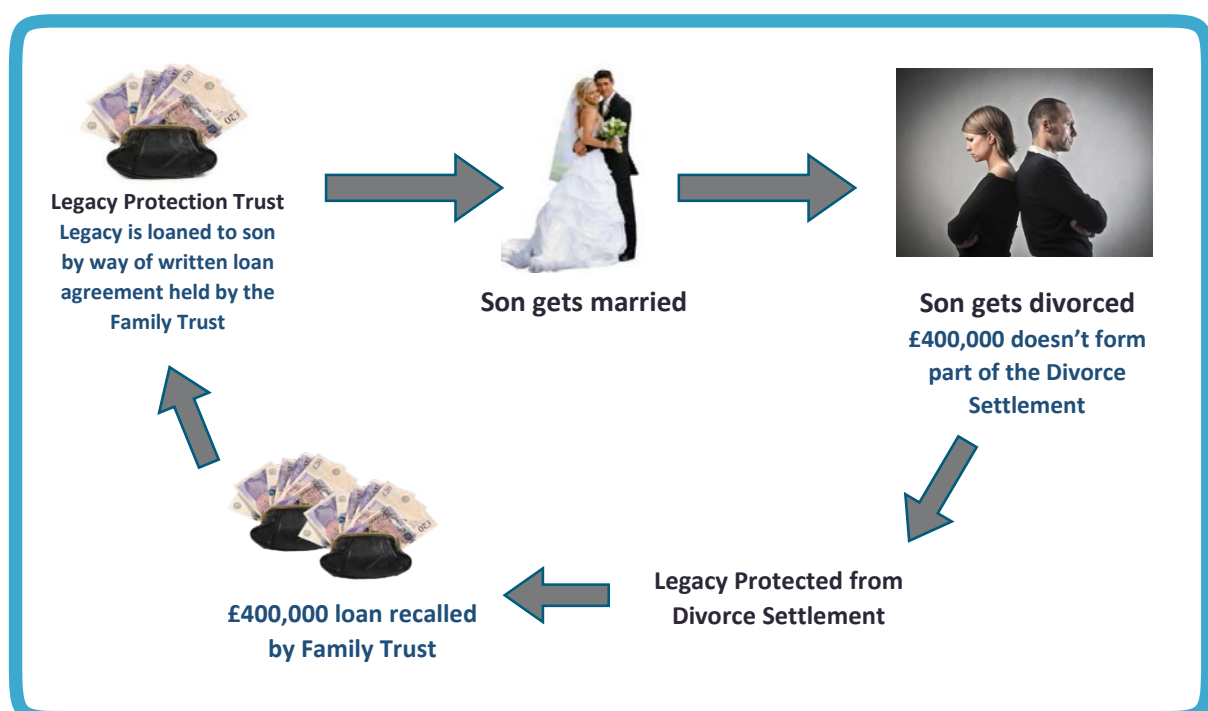 Legacy Protection Trust
Legacy is loaned to son
by way of written loan
agreement held by the
Family Trust
Son gets married
Son gets divorced
£400,000 doesn’t form
part of the Divorce
Settlement
Legacy Protected from
Divorce Settlement
£400,000 loan recalled
by Family Trust